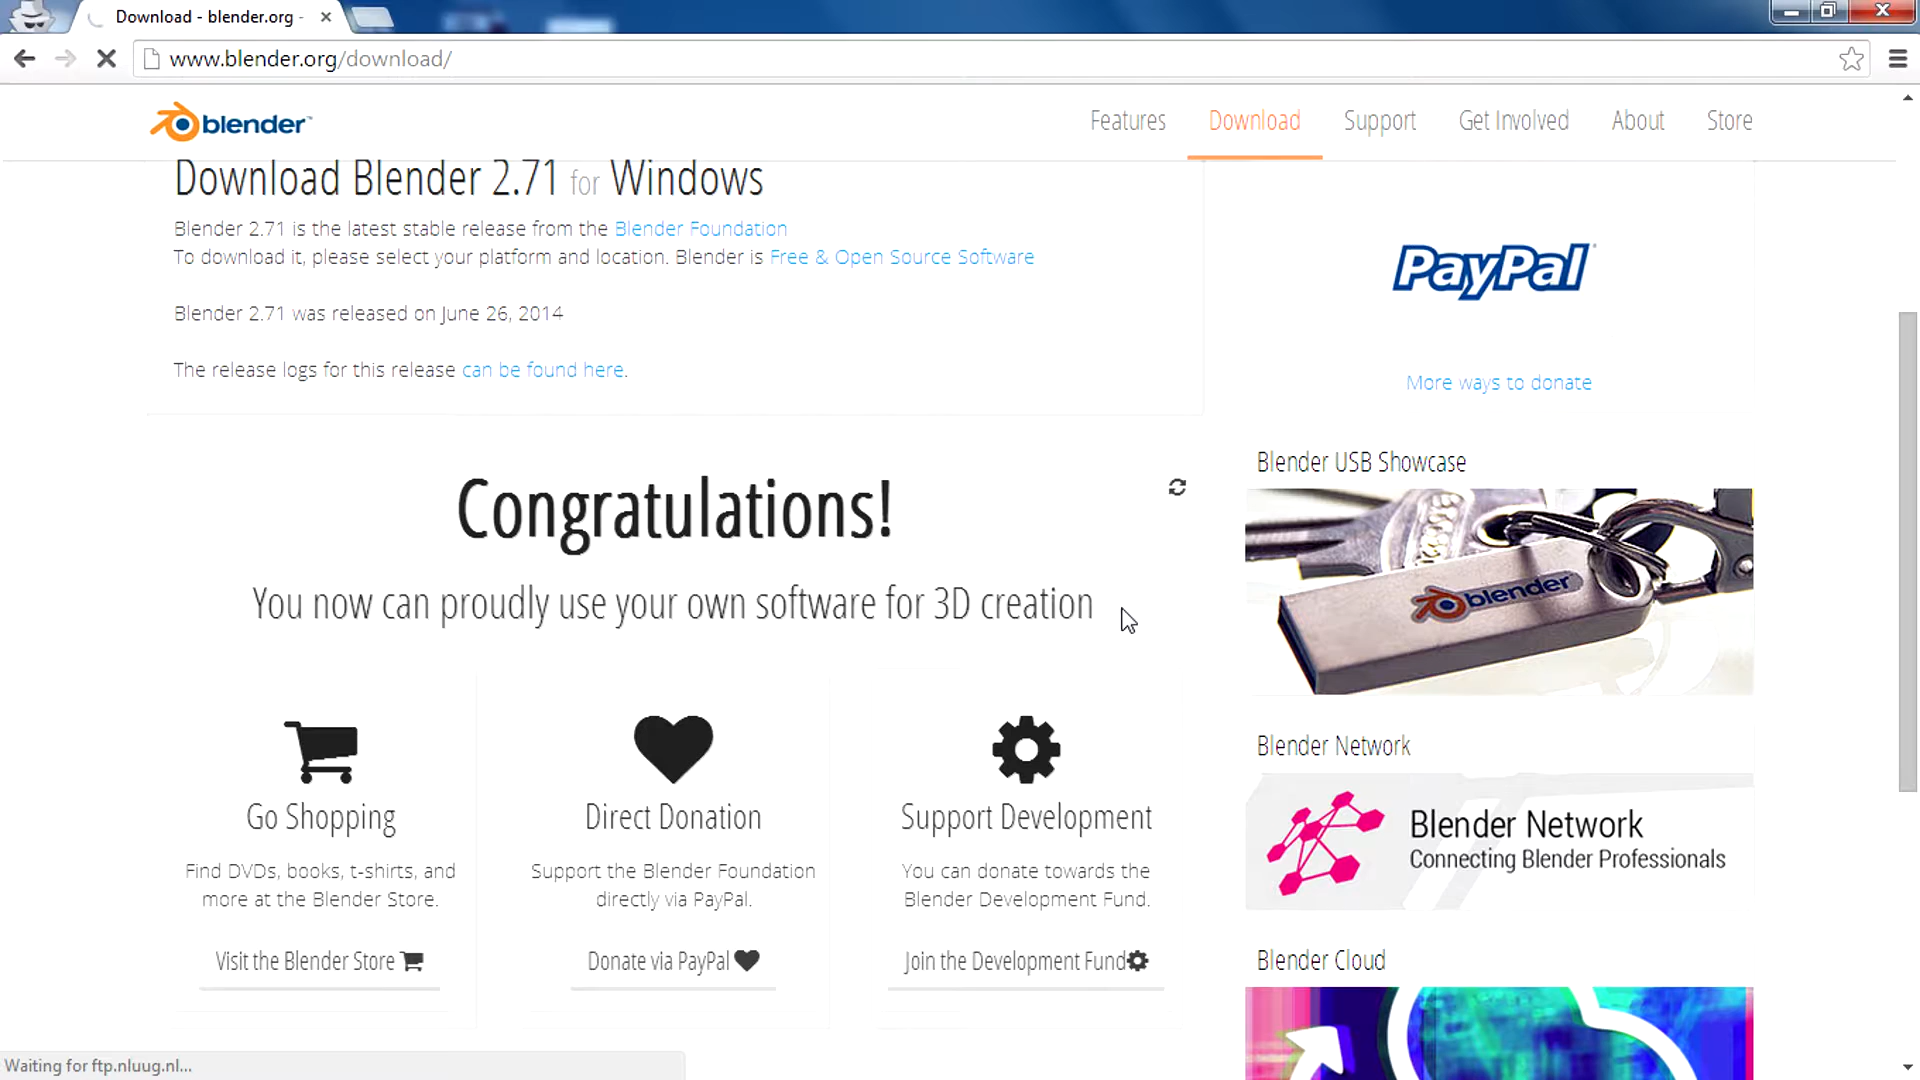 Download - blender.org -
www.blender.org/download/
blender™
Features
Download
Support
Get Involved
About
Store
Download Blender 2.71 for Windows
Blender 2.71 is the latest stable release from the Blender Foundation
To download it, please select your platform and location. Blender is Free & Open Source Software
Blender 2.71 was released on June 26, 2014
The release logs for this release can be found here.
PayPal
More ways to donate
Congratulations!
You now can proudly use your own software for 3D creation
Go Shopping
Find DVDs, books, t-shirts, and
more at the Blender Store.
Visit the Blender Store
Direct Donation
Support the Blender Foundation
directly via PayPal.
Donate via PayPal
Support Development
You can donate towards the
Blender Development Fund.
Join the Development Fund
Blender USB Showcase
blender
Blender Network
Blender Network
Connecting Blender Professionals
Blender Cloud
Waiting for ftp.nluug.nl...